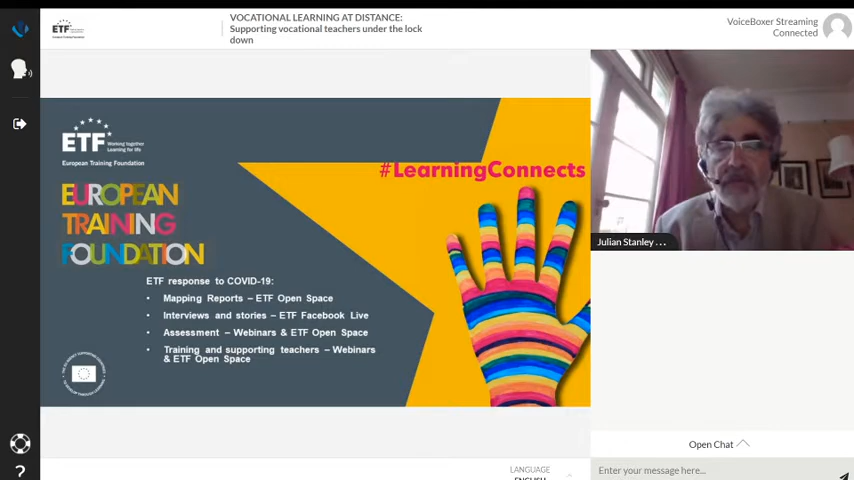 VOCATIONAL LEARNING AT DISTANCE:
Supporting vocational teachers under the lock
down
VoiceBoxer Streaming
Connected
ETF
ETF
Working together
Learning for life
European Training Foundation
#LearningConnects
EUROPEAN
TRAINING
FOUNDATION
ETF response to COVID-19:
• Mapping Reports – ETF Open Space
• Interviews and stories – ETF Facebook Live
• Assessment – Webinars & ETF Open Space
• Training and supporting teachers – Webinars
& ETF Open Space
Julian Stanley ...
Open Chat
Enter your message here...
LANGUAGE
ENGLISH
?